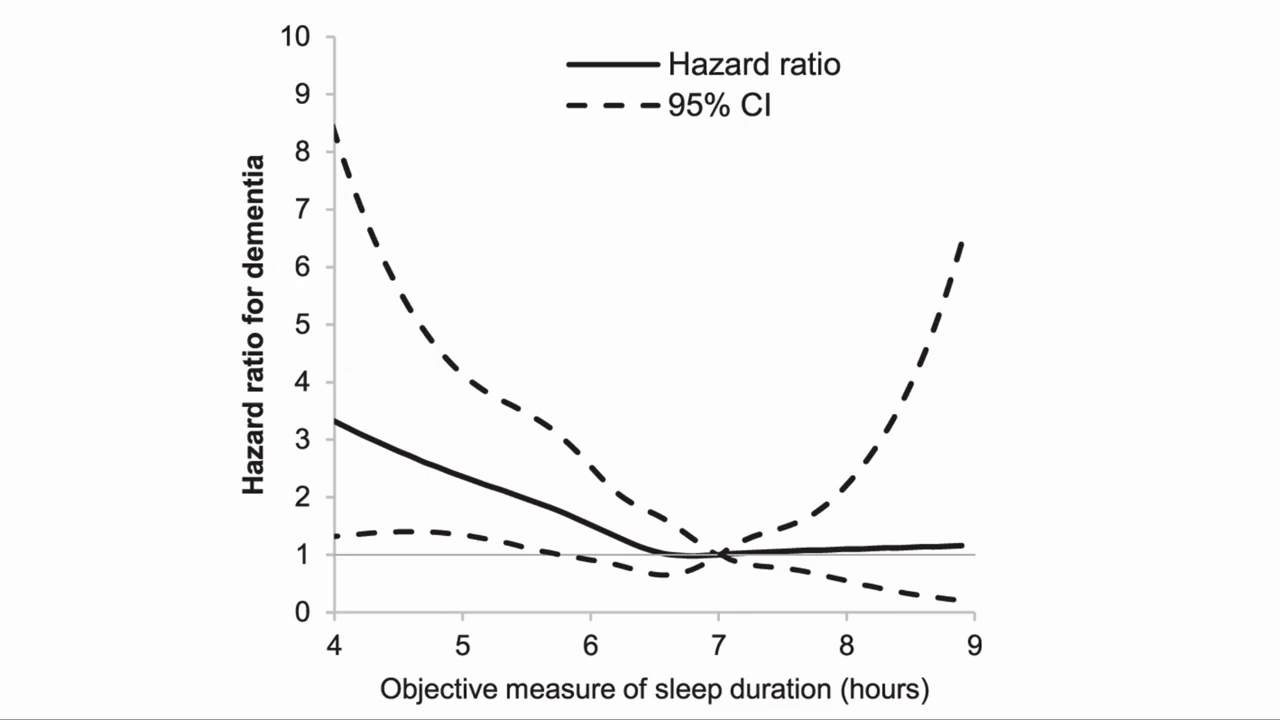 10
9
8
7
6
5
4
3
2
1
0
Hazard ratio for dementia
Hazard ratio
95% CI
4 5 6 7 8 9
Objective measure of sleep duration (hours)